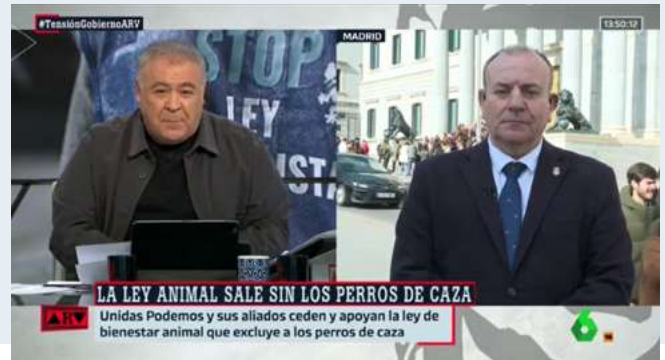 #TensiónGobiernoARV
13:50:12
MADRID
STOP
LEY
LA LEY ANIMAL SALE SIN LOS PERROS DE CAZA
ARV
Unidas Podemos y sus aliados ceden y apoyan la ley de
bienestar animal que excluye a los perros de caza
6